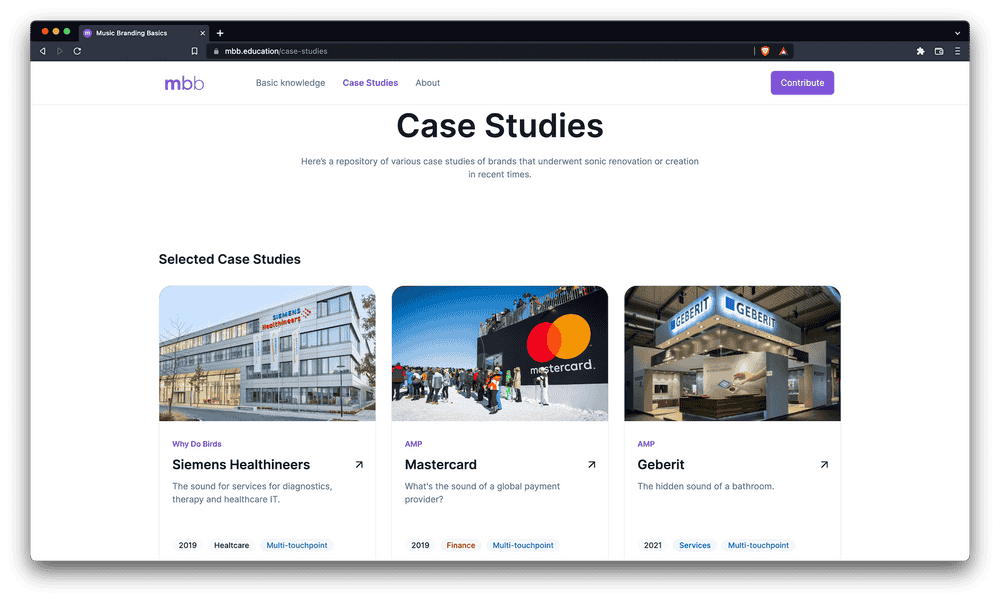 Music Branding Basics
mbb.education/case-studies
mbb
Basic knowledge
Case Studies
About
Contribute
Case Studies
Here's a repository of various case studies of brands that underwent sonic renovation or creation
in recent times.
Selected Case Studies
SIEMENS
Healthineers
mastercard.
GEBERIT
GEBERIT
Why Do Birds
Siemens Healthineers
The sound for services for diagnostics,
therapy and healthcare IT.
2019 Healtcare Multi-touchpoint
AMP
Mastercard
What's the sound of a global payment
provider?
2019 Finance Multi-touchpoint
AMP
Geberit
The hidden sound of a bathroom.
2021 Services Multi-touchpoint